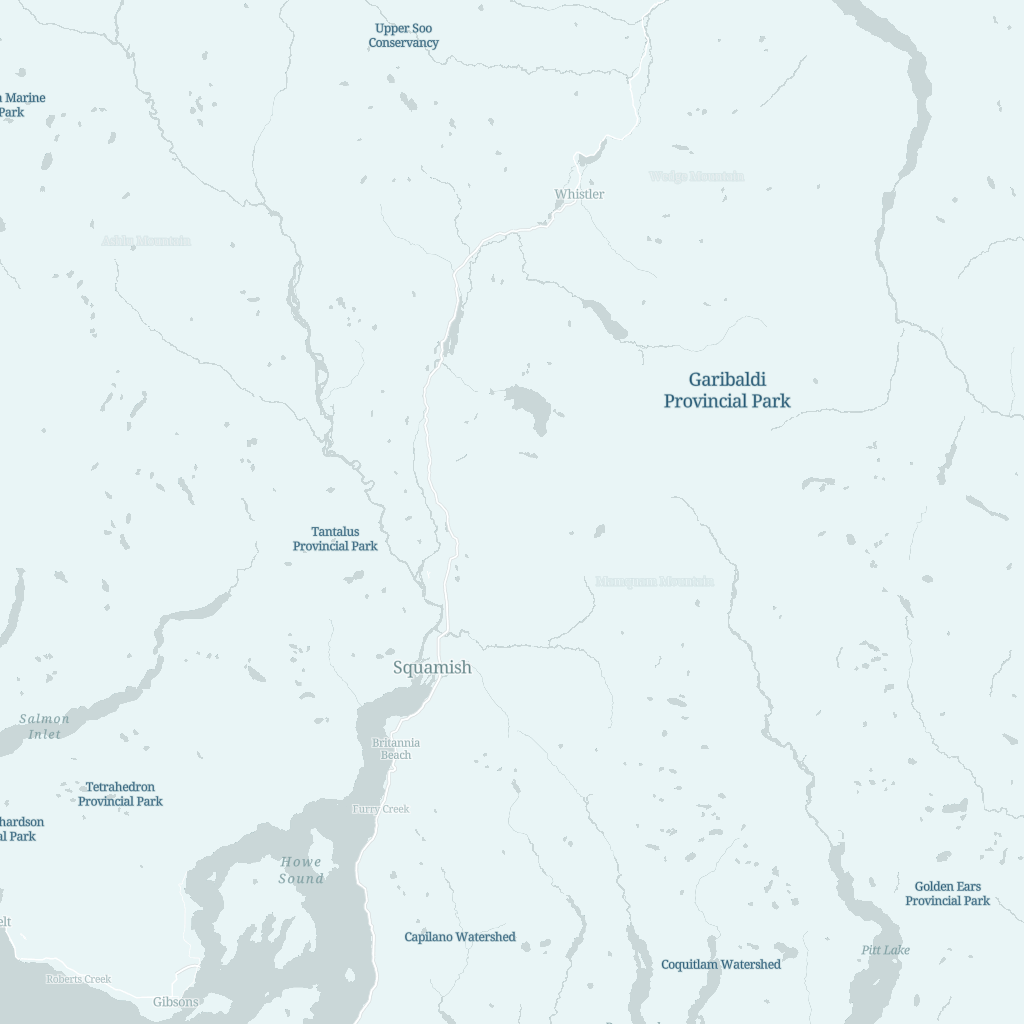 Upper Soo
Conservancy
Marine
Park
Wedge Mountain
Whistler
Ashlu Mountain
Garibaldi
Provincial Park
Tantalus
Provincial Park
Mamquam Mountain
Squamish
Salmon
Inlet
Britannia
Beach
Tetrahedron
Provincial Park
Furry Creek
hardson
al Park
Howe
Sound
Golden Ears
Provincial Park
elt
Capilano Watershed
Pitt Lake
Coquitlam Watershed
Roberts Creek
Gibsons